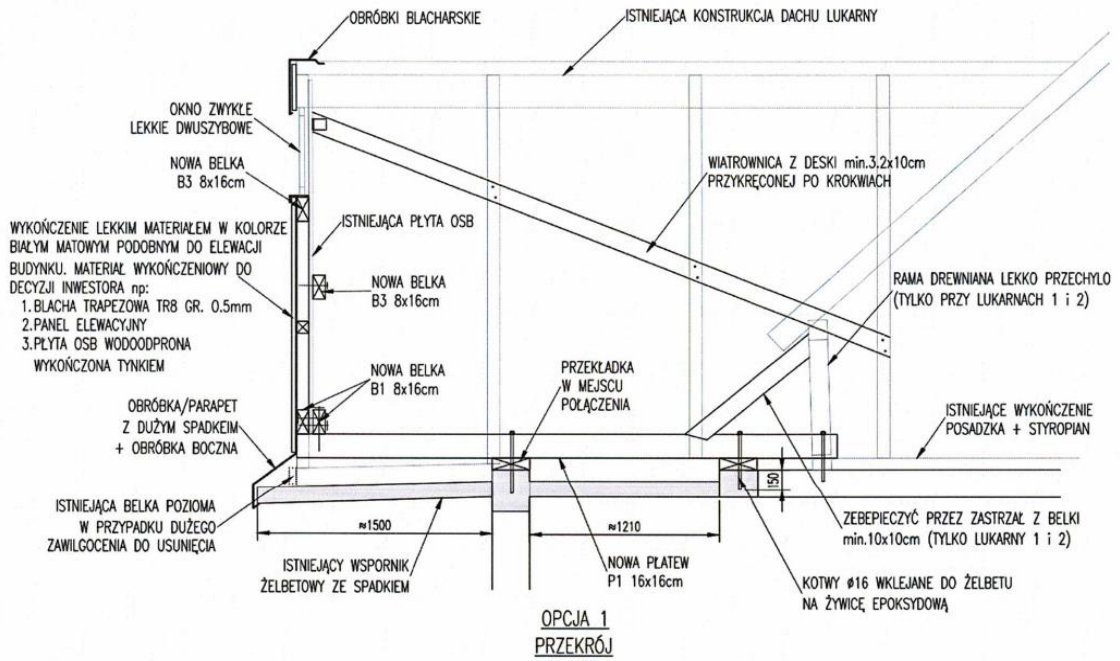 OBRÓBKI BLACHARSKIE
ISTNIEJĄCA KONSTRUKCJA DACHU LUKARNY
OKNO ZWYKŁE
LEKKIE DWUSZYBOWE
NOWA BELKA
B3 8x16cm
WIATROWNICA Z DESKI min.3,2x10cm
PRZYKRĘCONEJ PO KROKWIACH
WYKOŃCZENIE LEKKIM MATERIAŁEM W KOLORZE
BIAŁYM MATOWYM PODOBNYM DO ELEWACJI
BUDYNKU. MATERIAŁ WYKOŃCZENIOWY DO
DECYZJI INWESTORA np:
1.BLACHA TRAPEZOWA TR8 GR. 0.5mm
2.PANEL ELEWACYJNY
3.PŁYTA OSB WODOODPRONA
WYKOŃCZONA TYNKIEM
ISTNIEJĄCA PŁYTA OSB
NOWA BELKA
B3 8x16cm
RAMA DREWNIANA LEKKO PRZECHYLO
(TYLKO PRZY LUKARNACH 1 i 2)
NOWA BELKA
B1 8x16cm
PRZEKŁADKA
W MEJSCU
POŁĄCZENIA
OBRÓBKA/PARAPET
Z DUŻYM SPADKEIM
+ OBRÓBKA BOCZNA
ISTNIEJĄCE WYKOŃCZENIE
POSADZKA + STYROPIAN
150
ISTNIEJĄCA BELKA POZIOMA
W PRZYPADKU DUŻEGO
ZAWILGOCENIA DO USUNIĘCIA
≈1500
≈1210
ZEBEPIECZYĆ PRZEZ ZASTRZAŁ Z BELKI
min.10x10cm (TYLKO LUKARNY 1 i 2)
ISTNIEJĄCY WSPORNIK
ŻELBETOWY ZE SPADKIEM
NOWA PŁATEW
P1 16x16cm
KOTWY ø16 WKLEJANE DO ŻELBETU
NA ŻYWICĘ EPOKSYDOWĄ
OPCJA 1
PRZEKRÓJ